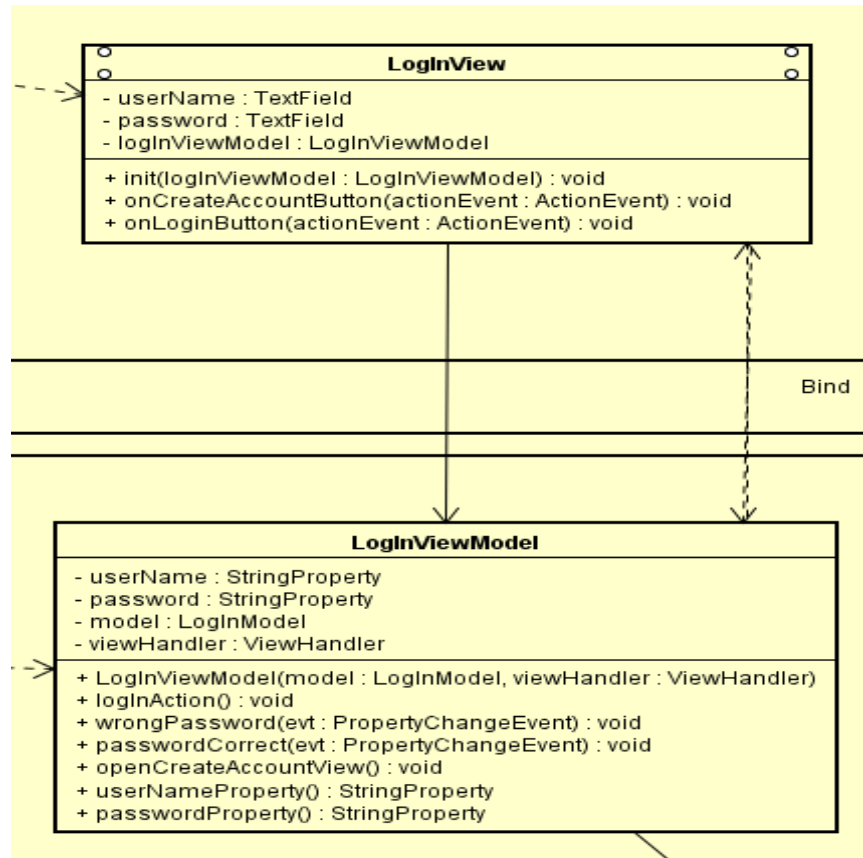 LogInView
- userName : TextField
- password : TextField
- logInViewModel : LogInViewModel
+ init(logInViewModel : LogInViewModel) : void
+ onCreateAccountButton(actionEvent : ActionEvent) : void
+ onLoginButton(actionEvent : ActionEvent) : void
Bind
LogInViewModel
- userName : StringProperty
- password : StringProperty
- model : LogInModel
- viewHandler : ViewHandler
+ LogInViewModel(model : LogInModel, viewHandler : ViewHandler)
+ logInAction() : void
+ wrongPassword(evt : PropertyChangeEvent) : void
+ passwordCorrect(evt : PropertyChangeEvent) : void
+ openCreateAccountView() : void
+ userNameProperty() : StringProperty
+ passwordProperty() : StringProperty